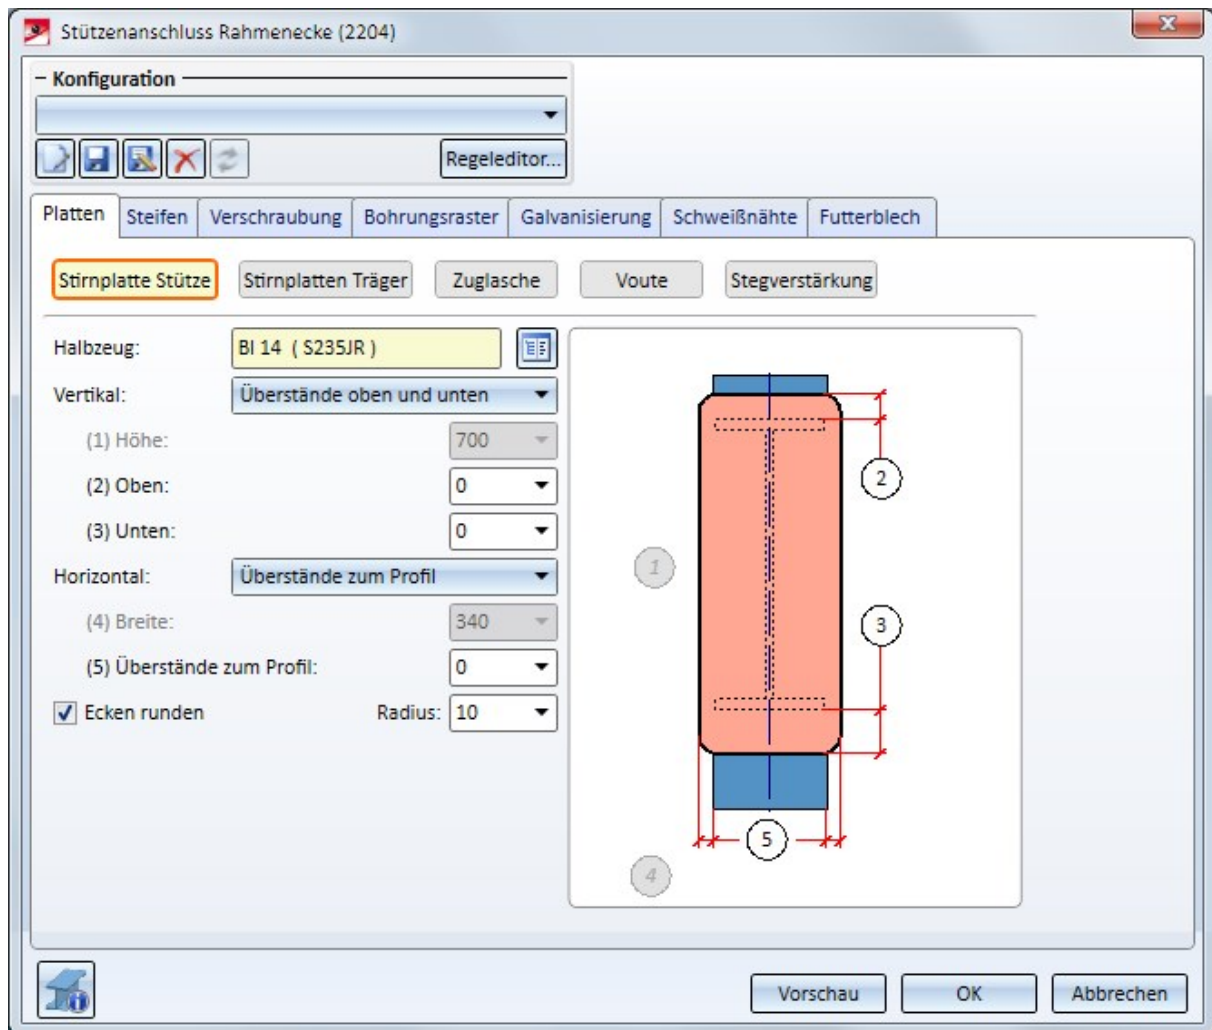 Stützenanschluss Rahmenecke (2204)
Konfiguration
Regeleditor...
Platten Steifen Verschraubung Bohrungsraster Galvanisierung Schweißnähte Futterblech
Stirnplatte Stütze Stirnplatten Träger Zuglasche Voute Stegverstärkung
Halbzeug: Bl 14 ( S235JR )
Vertikal: Überstände oben und unten
(1) Höhe: 700
(2) Oben: 0
(3) Unten: 0
Horizontal: Überstände zum Profil
(4) Breite: 340
(5) Überstände zum Profil: 0
Ecken runden Radius: 10
2
1
3
5
4
Vorschau OK Abbrechen